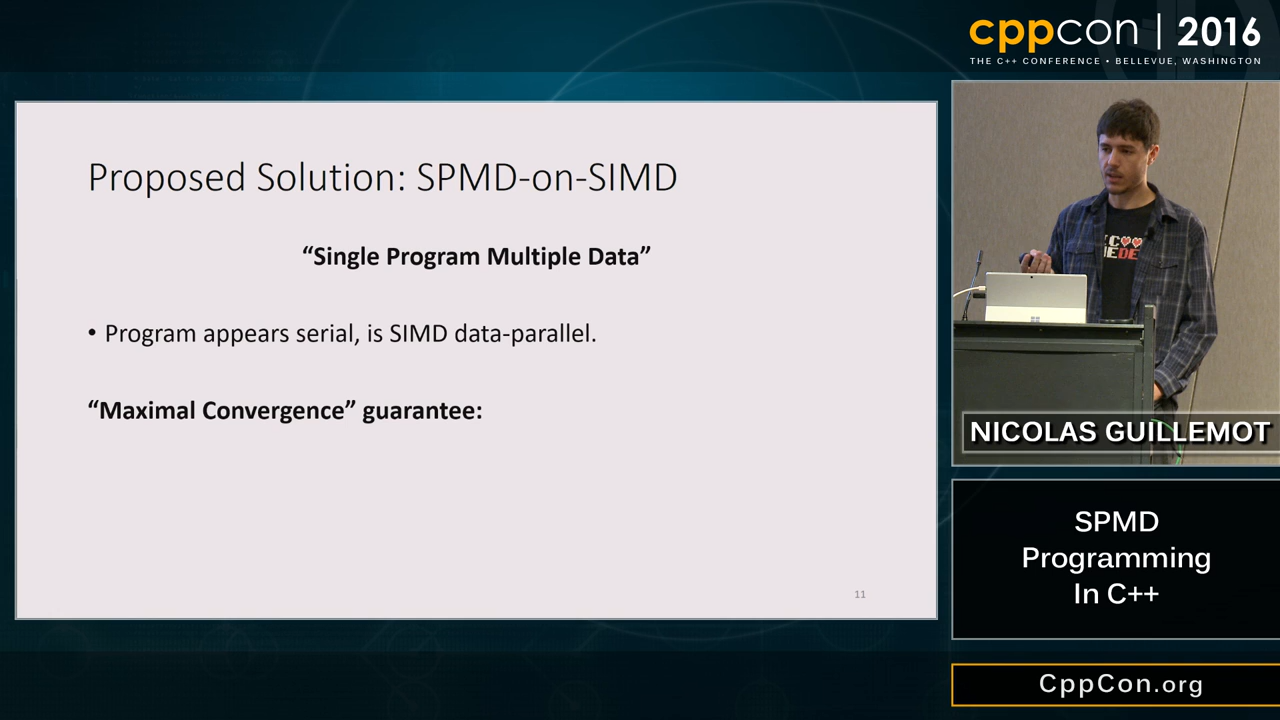 cppcon | 2016
THE C++ CONFERENCE • BELLEVUE, WASHINGTON
Proposed Solution: SPMD-on-SIMD
“Single Program Multiple Data”
• Program appears serial, is SIMD data-parallel.
“Maximal Convergence” guarantee:
11
NICOLAS GUILLEMOT
SPMD
Programming
In C++
CppCon.org